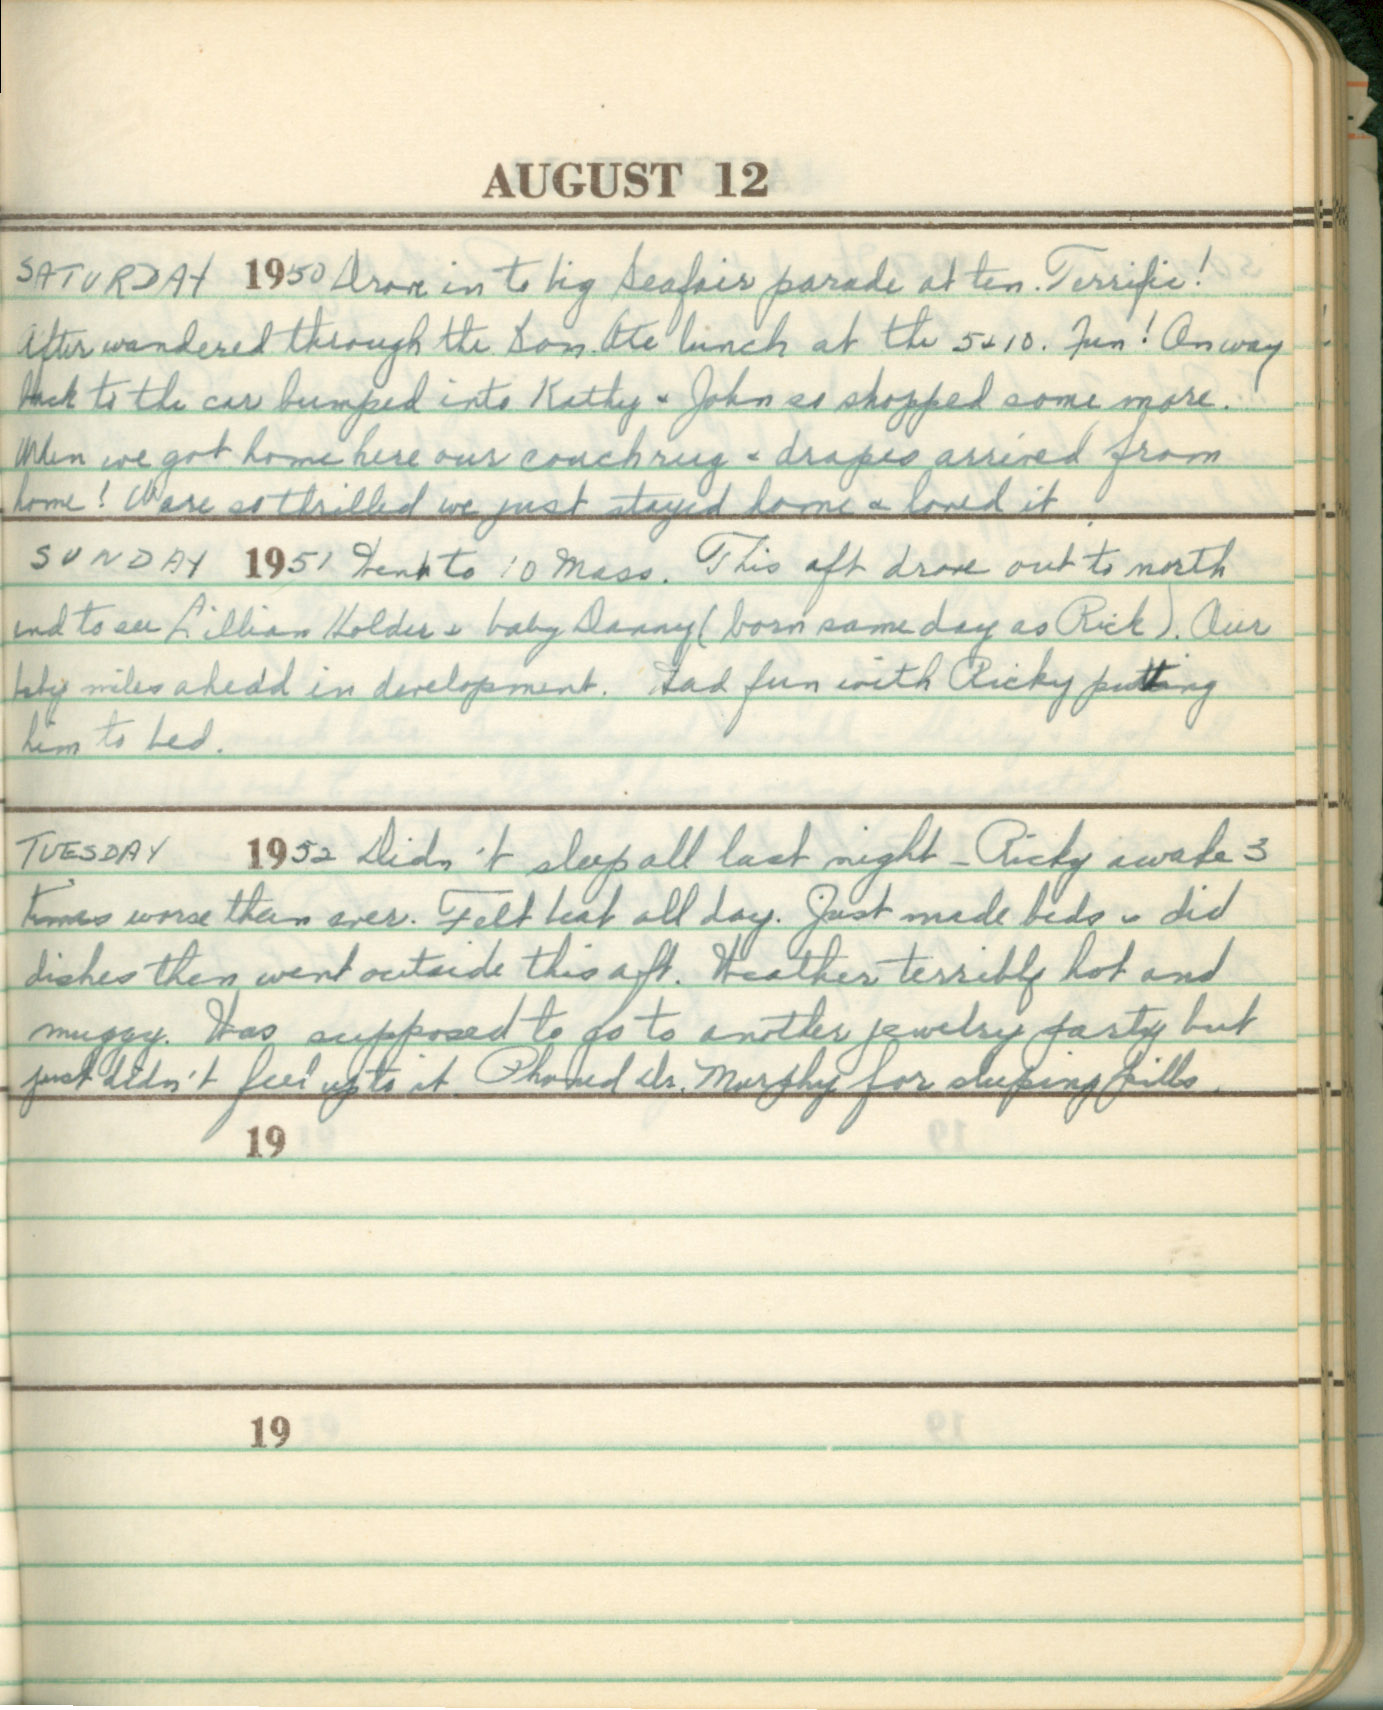 AUGUST 12
SATURDAY 1950 Drove in to big Seafair parade at ten. Terrific!
After wandered through the Bon. Ate lunch at the 5 & 10. Fun! On way
back to the car bumped into Kathy & John so shopped some more.
When we got home here our couch rug & drapes arrived from
home! We are so thrilled we just stayed home & loved it.
SUNDAY 1951 Went to 10 Mass. This aft drove out to north
end to see Lillian Holder & baby Danny (born same day as Rick). Our
baby miles ahead in development. Had fun with Ricky putting
him to bed.
TUESDAY 1952 Didn't sleep all last night - Ricky awake 3
times worse than ever. Felt beat all day. Just made beds & did
dishes then went outside this aft. Weather terribly hot and
muggy. Was supposed to go to another jewelry party but
just didn't feel up to it. Phoned Dr. Murphy for sleeping pills.
19
19